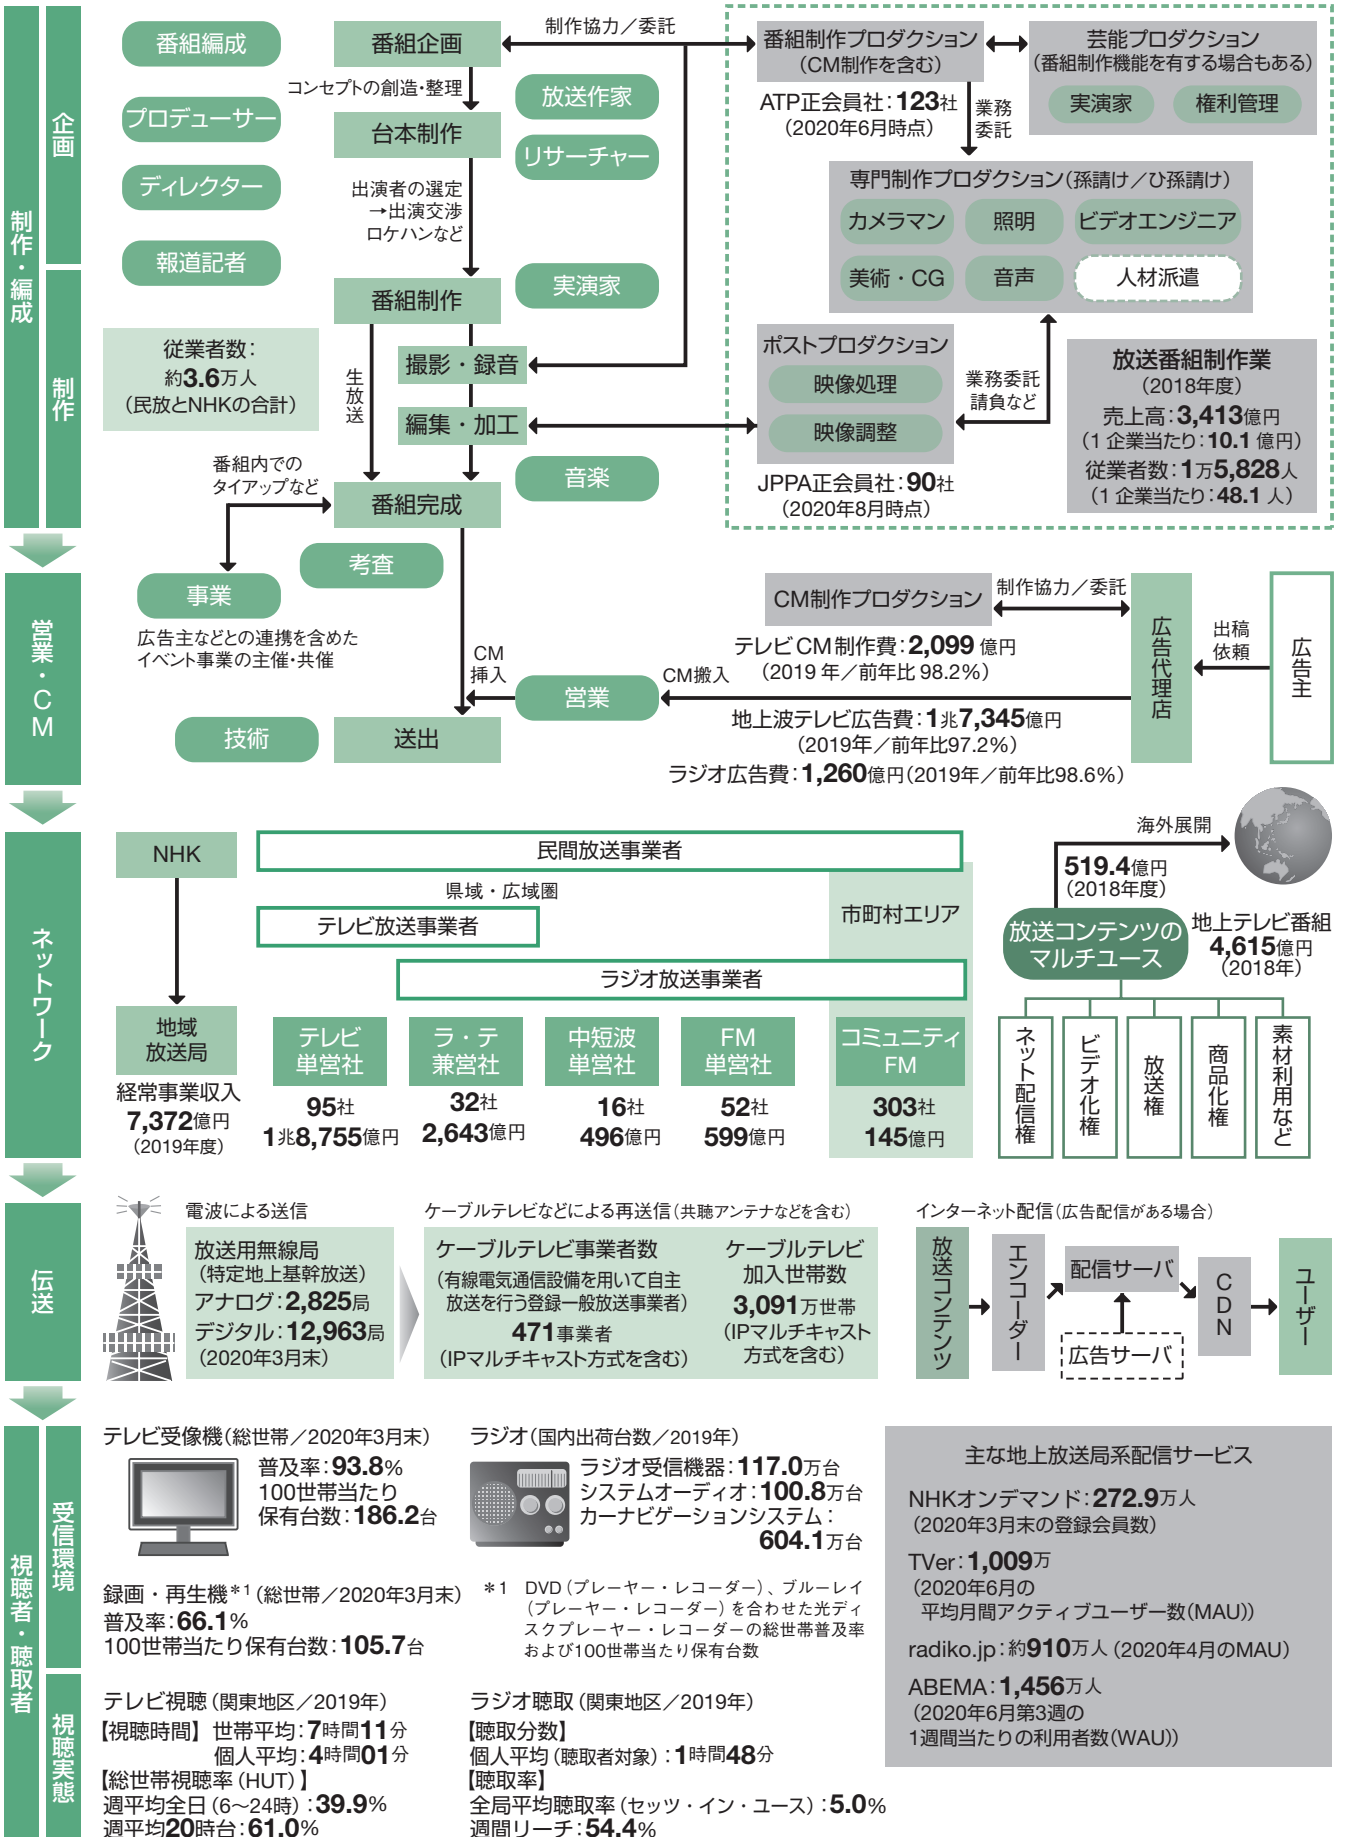 制作・編成
企画
制作
番組編成
プロデューサー
ディレクター
報道記者
従業者数：
約3.6万人
（民放とNHKの合計）
番組企画
コンセプトの創造・整理
台本制作
出演者の選定
→出演交渉
ロケハンなど
番組制作
撮影・録音
生放送
編集・加工
番組完成
番組内での
タイアップなど
放送作家
リサーチャー
実演家
音楽
制作協力／委託
番組制作プロダクション
（CM制作を含む）
ATP正会員社：123社
（2020年6月時点）
業務
委託
芸能プロダクション
（番組制作機能を有する場合もある）
実演家
権利管理
専門制作プロダクション（孫請け／ひ孫請け）
カメラマン
照明
ビデオエンジニア
美術・CG
音声
人材派遣
ポストプロダクション
映像処理
映像調整
JPPA正会員社：90社
（2020年8月時点）
業務委託
請負など
放送番組制作業
（2018年度）
売上高：3,413億円
（1 企業当たり：10.1 億円）
従業者数：1万5,828人
（1 企業当たり：48.1 人）
営業・CM
考査
事業
広告主などとの連携を含めた
イベント事業の主催・共催
技術
CM
挿入
送出
営業
CM搬入
CM制作プロダクション
制作協力／委託
テレビCM制作費：2,099 億円
（2019 年／前年比 98.2%）
地上波テレビ広告費：1兆7,345億円
（2019年／前年比97.2%）
ラジオ広告費：1,260億円（2019年／前年比98.6%）
広告代理店
出稿
依頼
広告主
ネットワーク
NHK
地域
放送局
経常事業収入
7,372億円
（2019年度）
民間放送事業者
県域・広域圏
テレビ放送事業者
市町村エリア
ラジオ放送事業者
テレビ
単営社
95社
1兆8,755億円
ラ・テ
兼営社
32社
2,643億円
中短波
単営社
16社
496億円
FM
単営社
52社
599億円
コミュニティ
FM
303社
145億円
海外展開
519.4億円
（2018年度）
放送コンテンツの
マルチユース
地上テレビ番組
4,615億円
（2018年）
ネット配信権
ビデオ化権
放送権
商品化権
素材利用など
伝送
電波による送信
放送用無線局
（特定地上基幹放送）
アナログ：2,825局
デジタル：12,963局
（2020年3月末）
ケーブルテレビなどによる再送信（共聴アンテナなどを含む）
ケーブルテレビ事業者数
（有線電気通信設備を用いて自主
放送を行う登録一般放送事業者）
471事業者
（IPマルチキャスト方式を含む）
ケーブルテレビ
加入世帯数
3,091万世帯
（IPマルチキャスト
方式を含む）
インターネット配信（広告配信がある場合）
放送コンテンツ
エンコーダー
配信サーバ
広告サーバ
CDN
ユーザー
視聴者・聴取者
受信環境
視聴実態
テレビ受像機（総世帯／2020年3月末）
普及率：93.8%
100世帯当たり
保有台数：186.2台
録画・再生機＊1（総世帯／2020年3月末）
普及率：66.1%
100世帯当たり保有台数：105.7台
ラジオ（国内出荷台数／2019年）
ラジオ受信機器：117.0万台
システムオーディオ：100.8万台
カーナビゲーションシステム：
604.1万台
＊1 DVD（プレーヤー・レコーダー）、ブルーレイ
（プレーヤー・レコーダー）を合わせた光ディ
スクプレーヤー・レコーダーの総世帯普及率
および100世帯当たり保有台数
テレビ視聴（関東地区／2019年）
【視聴時間】世帯平均：7時間11分
個人平均：4時間01分
【総世帯視聴率（HUT）】
週平均全日（6～24時）：39.9%
週平均20時台：61.0%
ラジオ聴取（関東地区／2019年）
【聴取分数】
個人平均（聴取者対象）：1時間48分
【聴取率】
全局平均聴取率（セッツ・イン・ユース）：5.0%
週間リーチ：54.4%
主な地上放送局系配信サービス
NHKオンデマンド：272.9万人
（2020年3月末の登録会員数）
TVer：1,009万
（2020年6月の
平均月間アクティブユーザー数（MAU））
radiko.jp：約910万人（2020年4月のMAU）
ABEMA：1,456万人
（2020年6月第3週の
1週間当たりの利用者数（WAU））